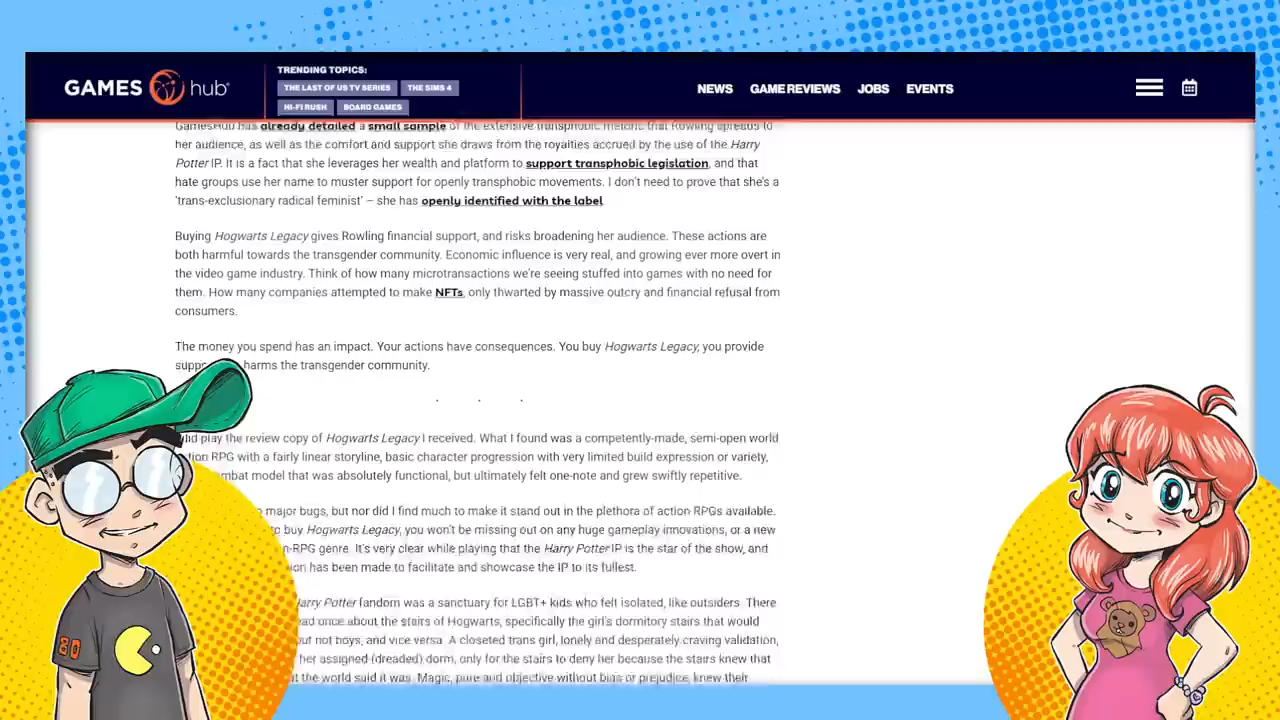 GAMES hub
TRENDING TOPICS:
THE LAST OF US TV SERIES THE SIMS 4
HI-FI RUSH BOARD GAMES
NEWS GAME REVIEWS JOBS EVENTS
GamesHub has already detailed a small sample of the extensive transphobic rhetoric that Rowling spreads to
her audience, as well as the comfort and support she draws from the royalties accrued by the use of the Harry
Potter IP. It is a fact that she leverages her wealth and platform to support transphobic legislation, and that
hate groups use her name to muster support for openly transphobic movements. I don't need to prove that she's a
'trans-exclusionary radical feminist' – she has openly identified with the label.
Buying Hogwarts Legacy gives Rowling financial support, and risks broadening her audience. These actions are
both harmful towards the transgender community. Economic influence is very real, and growing ever more overt in
the video game industry. Think of how many microtransactions we're seeing stuffed into games with no need for
them. How many companies attempted to make NFTs, only thwarted by massive outcry and financial refusal from
consumers.
The money you spend has an impact. Your actions have consequences. You buy Hogwarts Legacy, you provide
harms the transgender community.
. . .
did play the review copy of Hogwarts Legacy I received. What I found was a competently-made, semi-open world
RPG with a fairly linear storyline, basic character progression with very limited build expression or variety,
combat model that was absolutely functional, but ultimately felt one-note and grew swiftly repetitive.
major bugs, but nor did I find much to make it stand out in the plethora of action RPGs available.
to buy Hogwarts Legacy, you won't be missing out on any huge gameplay innovations, or a new
-RPG genre. It's very clear while playing that the Harry Potter IP is the star of the show, and
has been made to facilitate and showcase the IP to its fullest.
Harry Potter fandom was a sanctuary for LGBT+ kids who felt isolated, like outsiders. There
once about the stairs of Hogwarts, specifically the girl's dormitory stairs that would
not boys, and vice versa. A closeted trans girl, lonely and desperately craving validation,
her assigned (dreaded) dorm, only for the stairs to deny her because the stairs knew that
the world said it was. Magic, pure and objective without bias or prejudice, knew their
80